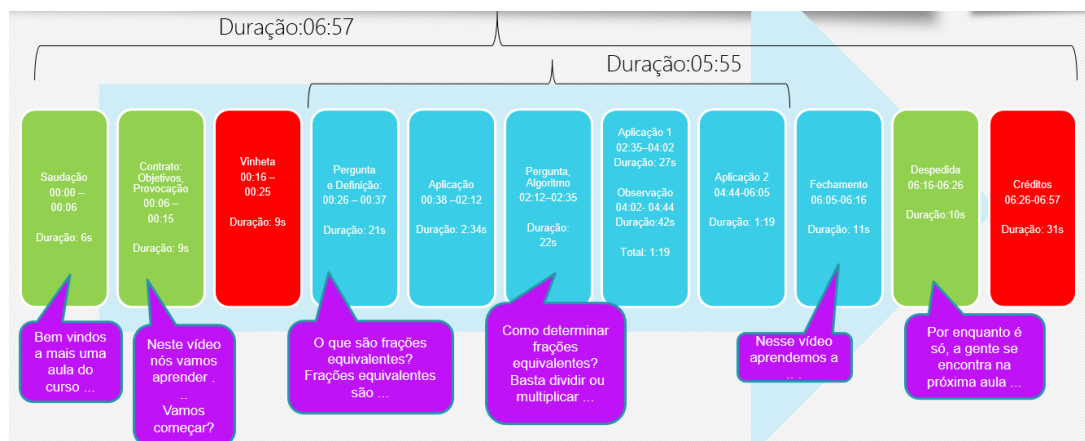 Duração:06:57
Duração:05:55
Saudação
00:00 –
00:06
Duração: 6s
Contrato:
Objetivos,
Provocação
00:06 –
00:15
Duração: 9s
Vinheta
00:16 –
00:25
Duração: 9s
Pergunta
e Definição:
00:26 – 00:37
Duração: 21s
Aplicação
00:38 –02:12
Duração: 2:34s
Pergunta,
Algoritmo
02:12–02:35
Duração:
22s
Aplicação 1
02:35–04:02
Duração: 27s
Observação
04:02- 04:44
Duração:42s
Total: 1:19
Aplicação 2
04:44-06:05
Duração: 1:19
Fechamento
06:05-06:16
Duração: 11s
Despedida
06:16-06:26
Duração:10s
Créditos
06:26-06:57
Duração: 31s
Bem vindos
a mais uma
aula do
curso ...
Neste vídeo
nós vamos
aprender .
..
Vamos
começar?
O que são frações
equivalentes?
Frações equivalentes
são ...
Como determinar
frações
equivalentes?
Basta dividir ou
multiplicar ...
Nesse vídeo
aprendemos a
.. .
Por enquanto é
só, a gente se
encontra na
próxima aula ...